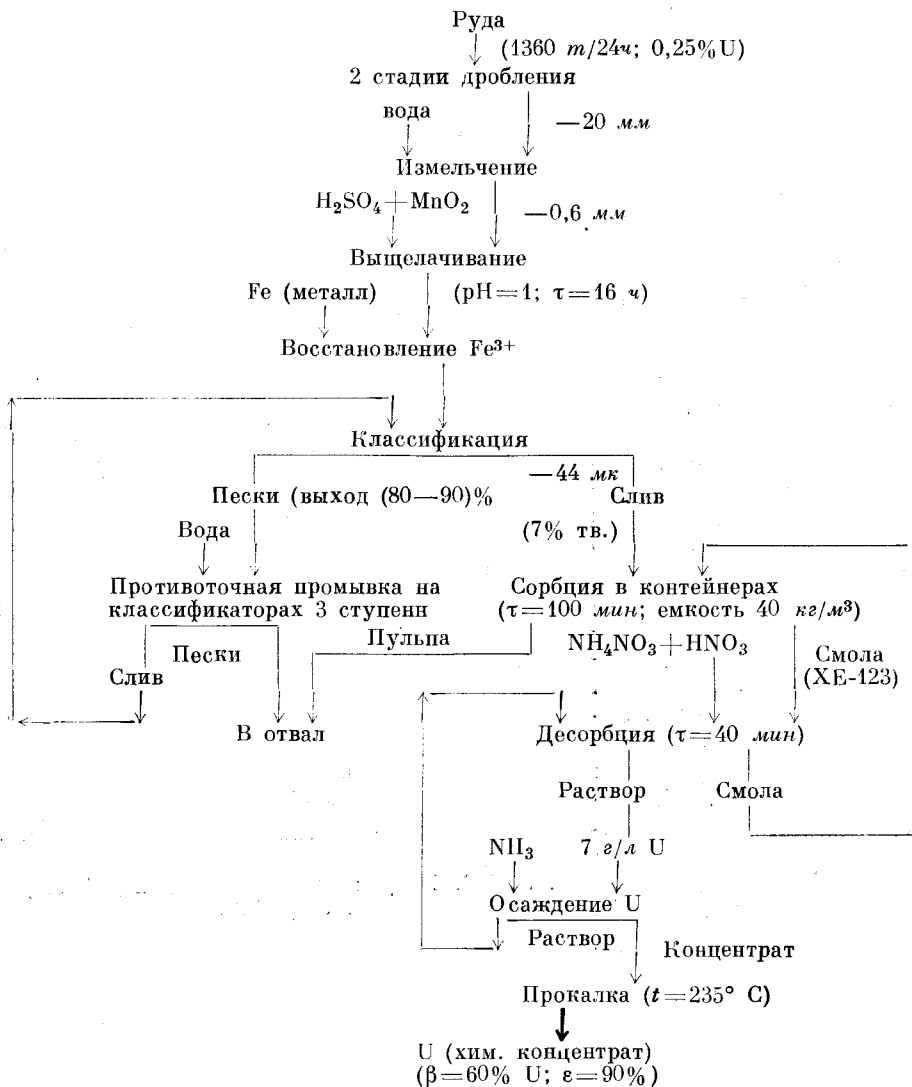 Руда
(1360 т/24ч; 0,25% U)
2 стадии дробления
вода
—20 мм
Измельчение
H₂SO₄+MnO₂
—0,6 мм
Выщелачивание
Fe (металл)
(pH=1; τ=16 ч)
Восстановление Fe³⁺
Классификация
—44 мк
Пески (выход (80—90)%
Слив
Вода
(7% тв.)
Противоточная промывка на
классификаторах 3 ступени
Сорбция в контейнерах
(τ=100 мин; емкость 40 кг/м³)
Пульпа
NH₄NO₃+HNO₃
Пески
Слив
Смола
(ХЕ-123)
В отвал
Десорбция (τ=40 мин)
Раствор
Смола
NH₃
7 г/л U
Осаждение U
Раствор
Концентрат
Прокалка (t=235° C)
U (хим. концентрат)
(β=60% U; ε=90%)